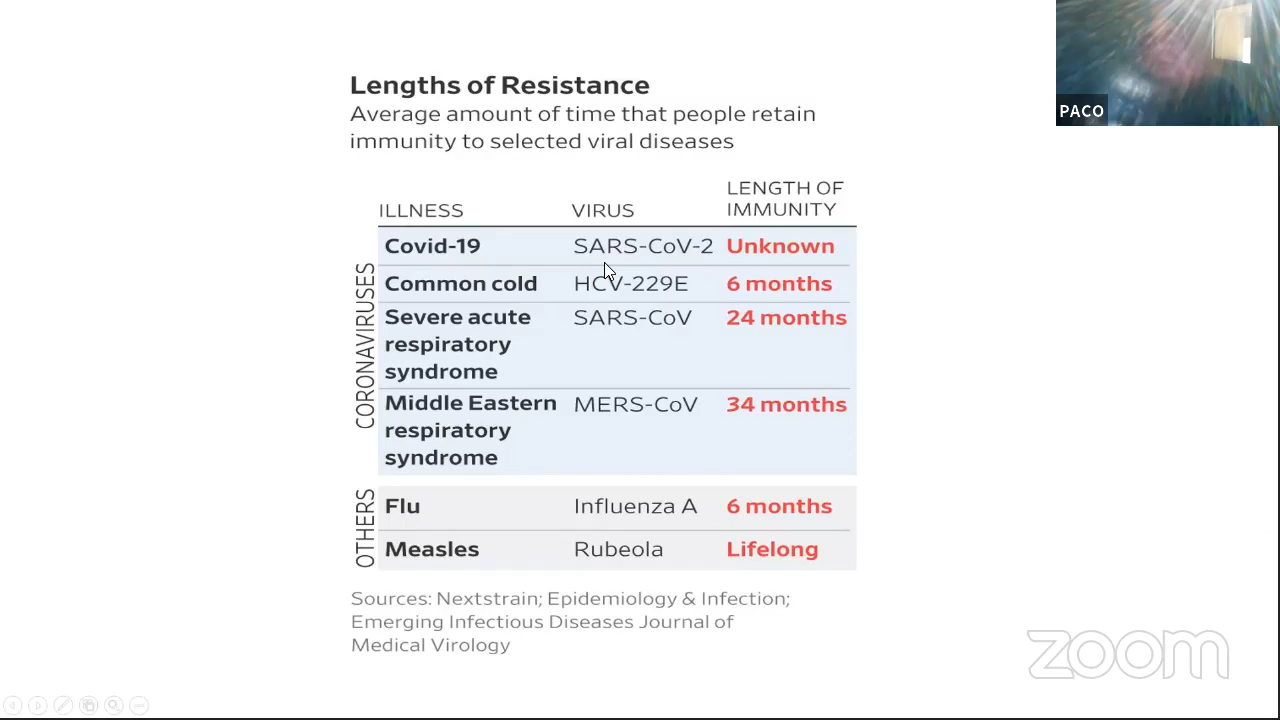 PACO
Lengths of Resistance
Average amount of time that people retain
immunity to selected viral diseases
ILLNESS VIRUS LENGTH OF
IMMUNITY
CORONAVIRUSES
Covid-19 SARS-CoV-2 Unknown
Common cold HCV-229E 6 months
Severe acute SARS-CoV 24 months
respiratory
syndrome
Middle Eastern MERS-CoV 34 months
respiratory
syndrome
OTHERS
Flu Influenza A 6 months
Measles Rubeola Lifelong
Sources: Nextstrain; Epidemiology & Infection;
Emerging Infectious Diseases Journal of
Medical Virology
zoom